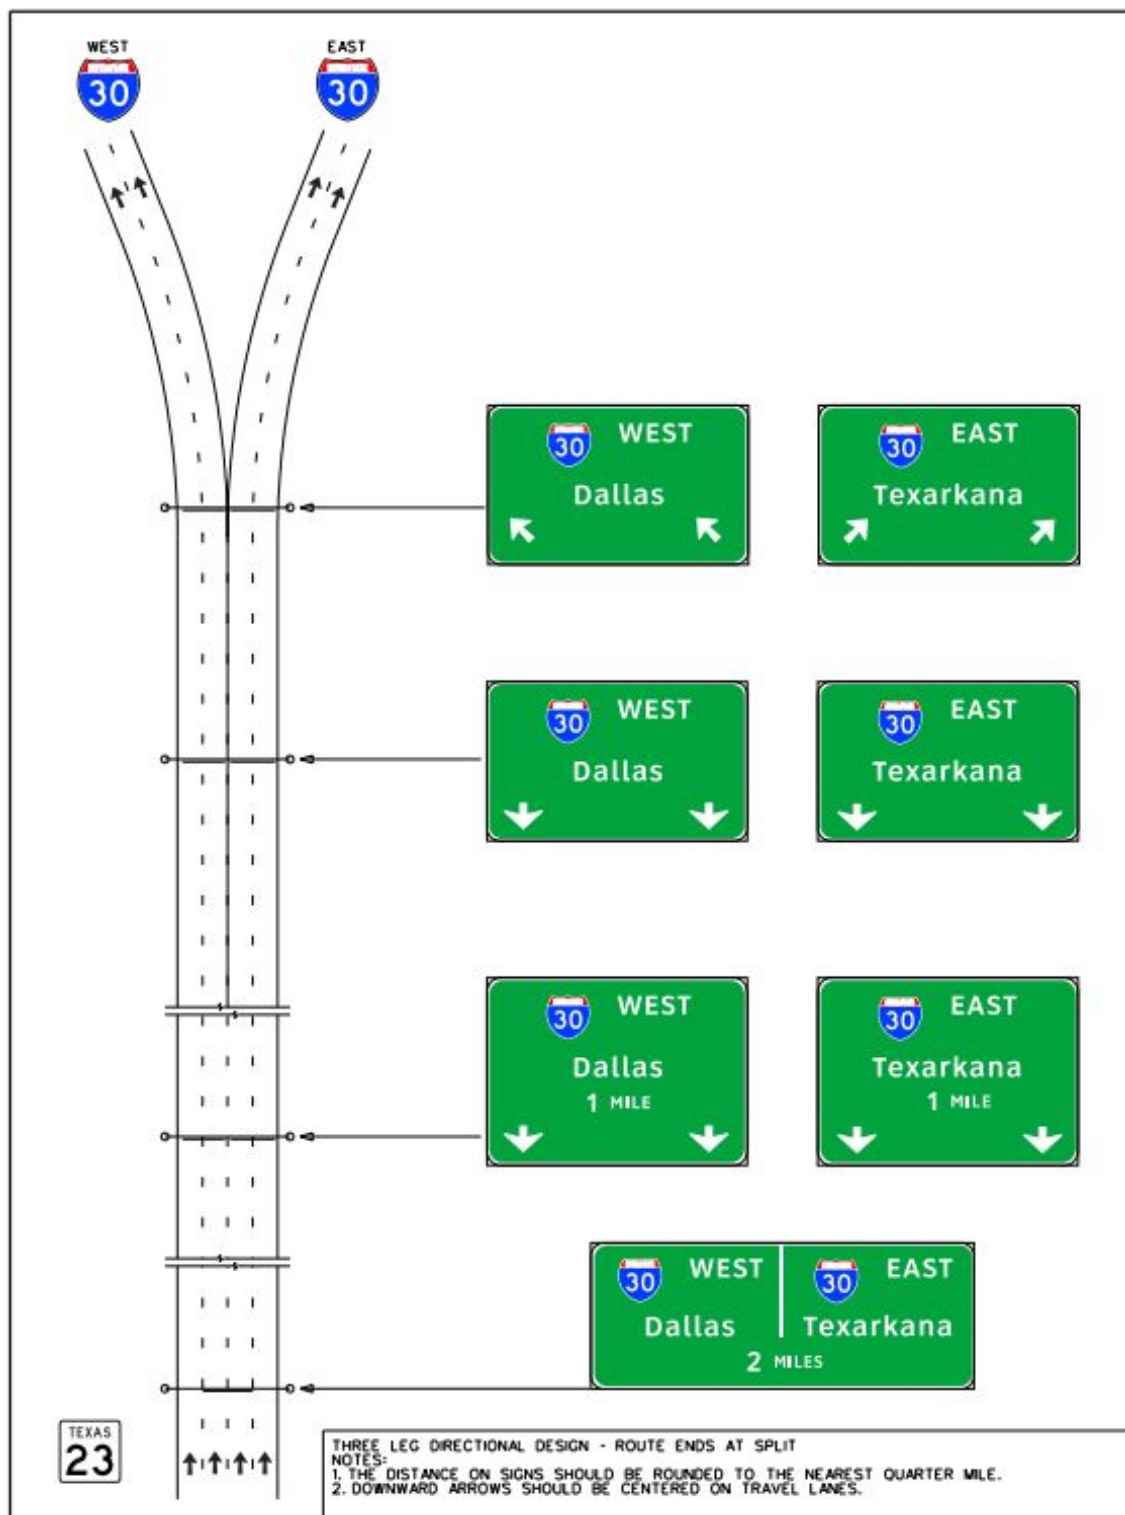 WEST EAST
30 30
30 WEST 30 EAST
Dallas Texarkana
30 WEST 30 EAST
Dallas Texarkana
30 WEST 30 EAST
Dallas Texarkana
1 MILE 1 MILE
30 WEST 30 EAST
Dallas Texarkana
2 MILES
TEXAS
23
THREE LEG DIRECTIONAL DESIGN - ROUTE ENDS AT SPLIT
NOTES:
1. THE DISTANCE ON SIGNS SHOULD BE ROUNDED TO THE NEAREST QUARTER MILE.
2. DOWNWARD ARROWS SHOULD BE CENTERED ON TRAVEL LANES.